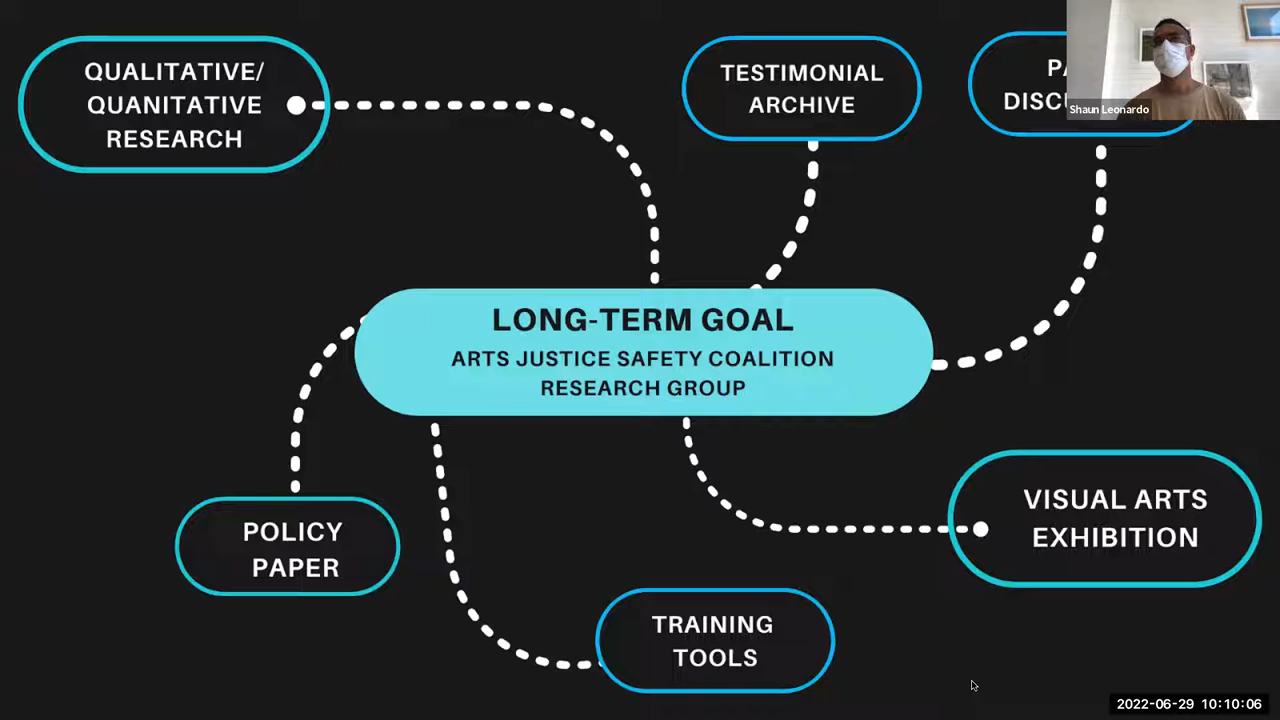 QUALITATIVE/
QUANITATIVE
RESEARCH
TESTIMONIAL
ARCHIVE
Shaun Leonardo
LONG-TERM GOAL
ARTS JUSTICE SAFETY COALITION
RESEARCH GROUP
POLICY
PAPER
VISUAL ARTS
EXHIBITION
TRAINING
TOOLS
2022-06-29 10:10:06